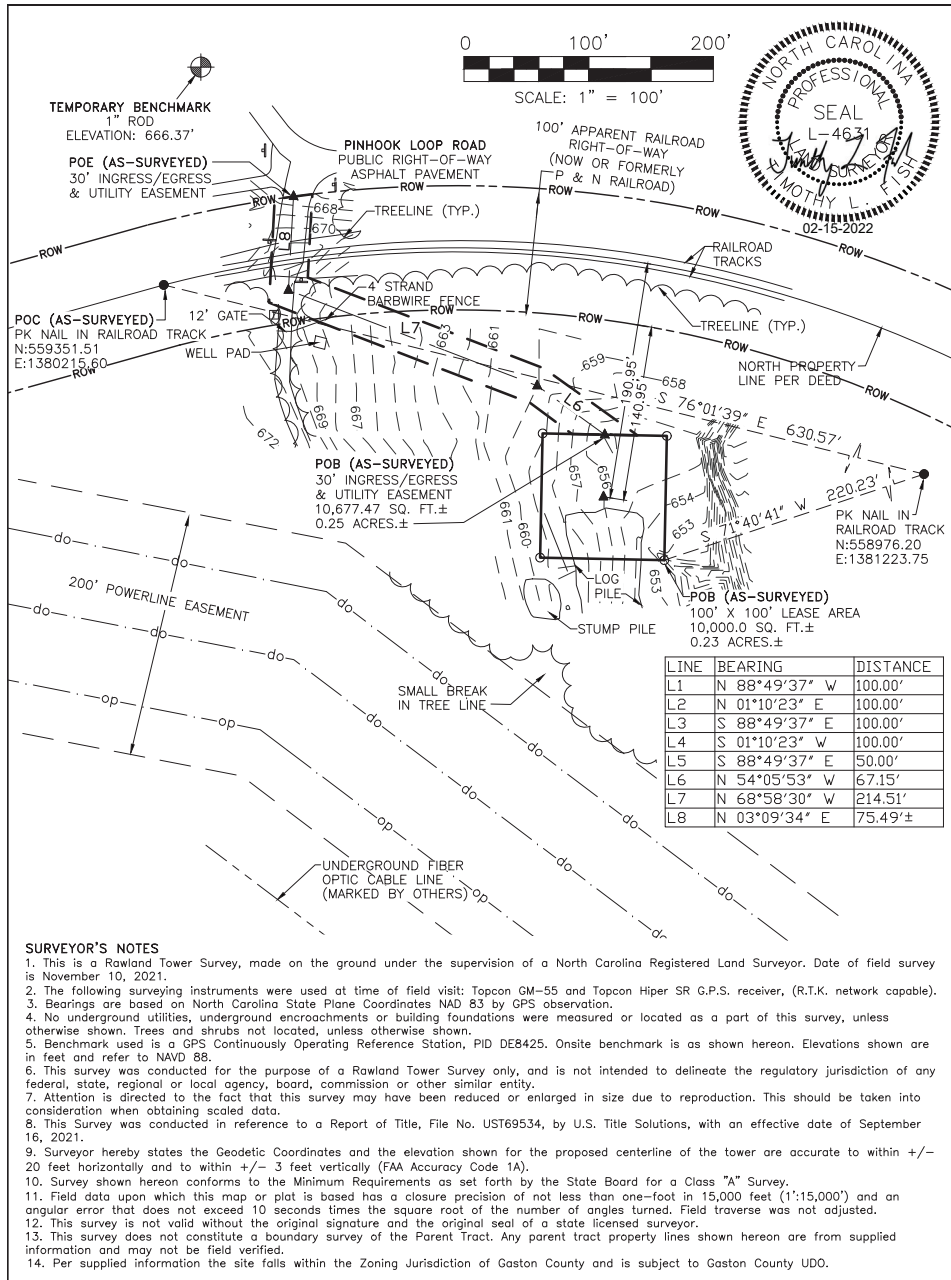 0 100' 200'
SCALE: 1" = 100'
NORTH CAROLINA
PROFESSIONAL
SEAL
L-4631
LAND SURVEYOR
TIMOTHY L. FISH
02-15-2022
TEMPORARY BENCHMARK
1" ROD
ELEVATION: 666.37'
POE (AS-SURVEYED)
30' INGRESS/EGRESS
& UTILITY EASEMENT
PINHOOK LOOP ROAD
PUBLIC RIGHT-OF-WAY
ASPHALT PAVEMENT
100' APPARENT RAILROAD
RIGHT-OF-WAY
(NOW OR FORMERLY
P & N RAILROAD)
ROW
ROW
ROW
ROW
668
670
TREELINE (TYP.)
8
RAILROAD
TRACKS
4' STRAND
BARBWIRE FENCE
POC (AS-SURVEYED)
PK NAIL IN RAILROAD TRACK
N:559351.51
E:1380215.60
12' GATE
WELL PAD
ROW
ROW
ROW
ROW
ROW
L7
663
661
659
658
TREELINE (TYP.)
NORTH PROPERTY
LINE PER DEED
190.95'
140.95'
L6
S 76°01'39" E
630.57'
669
667
672
POB (AS-SURVEYED)
30' INGRESS/EGRESS
& UTILITY EASEMENT
10,677.47 SQ. FT.±
0.25 ACRES.±
657
656
654
653
661
660
653
S 71°40'41" W
220.23'
PK NAIL IN
RAILROAD TRACK
N:558976.20
E:1381223.75
LOG
PILE
STUMP PILE
POB (AS-SURVEYED)
100' X 100' LEASE AREA
10,000.0 SQ. FT.±
0.23 ACRES.±
200' POWERLINE EASEMENT
do
do
do
do
do
do
op
op
do
do
do
do
do
do
op
op
SMALL BREAK
IN TREE LINE
UNDERGROUND FIBER
OPTIC CABLE LINE
(MARKED BY OTHERS)
LINE BEARING DISTANCE
L1 N 88°49'37" W 100.00'
L2 N 01°10'23" E 100.00'
L3 S 88°49'37" E 100.00'
L4 S 01°10'23" W 100.00'
L5 S 88°49'37" E 50.00'
L6 N 54°05'53" W 67.15'
L7 N 68°58'30" W 214.51'
L8 N 03°09'34" E 75.49'±
SURVEYOR'S NOTES
1. This is a Rawland Tower Survey, made on the ground under the supervision of a North Carolina Registered Land Surveyor. Date of field survey
is November 10, 2021.
2. The following surveying instruments were used at time of field visit: Topcon GM-55 and Topcon Hiper SR G.P.S. receiver, (R.T.K. network capable).
3. Bearings are based on North Carolina State Plane Coordinates NAD 83 by GPS observation.
4. No underground utilities, underground encroachments or building foundations were measured or located as a part of this survey, unless
otherwise shown. Trees and shrubs not located, unless otherwise shown.
5. Benchmark used is a GPS Continuously Operating Reference Station, PID DE8425. Onsite benchmark is as shown hereon. Elevations shown are
in feet and refer to NAVD 88.
6. This survey was conducted for the purpose of a Rawland Tower Survey only, and is not intended to delineate the regulatory jurisdiction of any
federal, state, regional or local agency, board, commission or other similar entity.
7. Attention is directed to the fact that this survey may have been reduced or enlarged in size due to reproduction. This should be taken into
consideration when obtaining scaled data.
8. This Survey was conducted in reference to a Report of Title, File No. UST69534, by U.S. Title Solutions, with an effective date of September
16, 2021.
9. Surveyor hereby states the Geodetic Coordinates and the elevation shown for the proposed centerline of the tower are accurate to within +/-
20 feet horizontally and to within +/- 3 feet vertically (FAA Accuracy Code 1A).
10. Survey shown hereon conforms to the Minimum Requirements as set forth by the State Board for a Class "A" Survey.
11. Field data upon which this map or plat is based has a closure precision of not less than one-foot in 15,000 feet (1':15,000') and an
angular error that does not exceed 10 seconds times the square root of the number of angles turned. Field traverse was not adjusted.
12. This survey is not valid without the original signature and the original seal of a state licensed surveyor.
13. This survey does not constitute a boundary survey of the Parent Tract. Any parent tract property lines shown hereon are from supplied
information and may not be field verified.
14. Per supplied information the site falls within the Zoning Jurisdiction of Gaston County and is subject to Gaston County UDO.